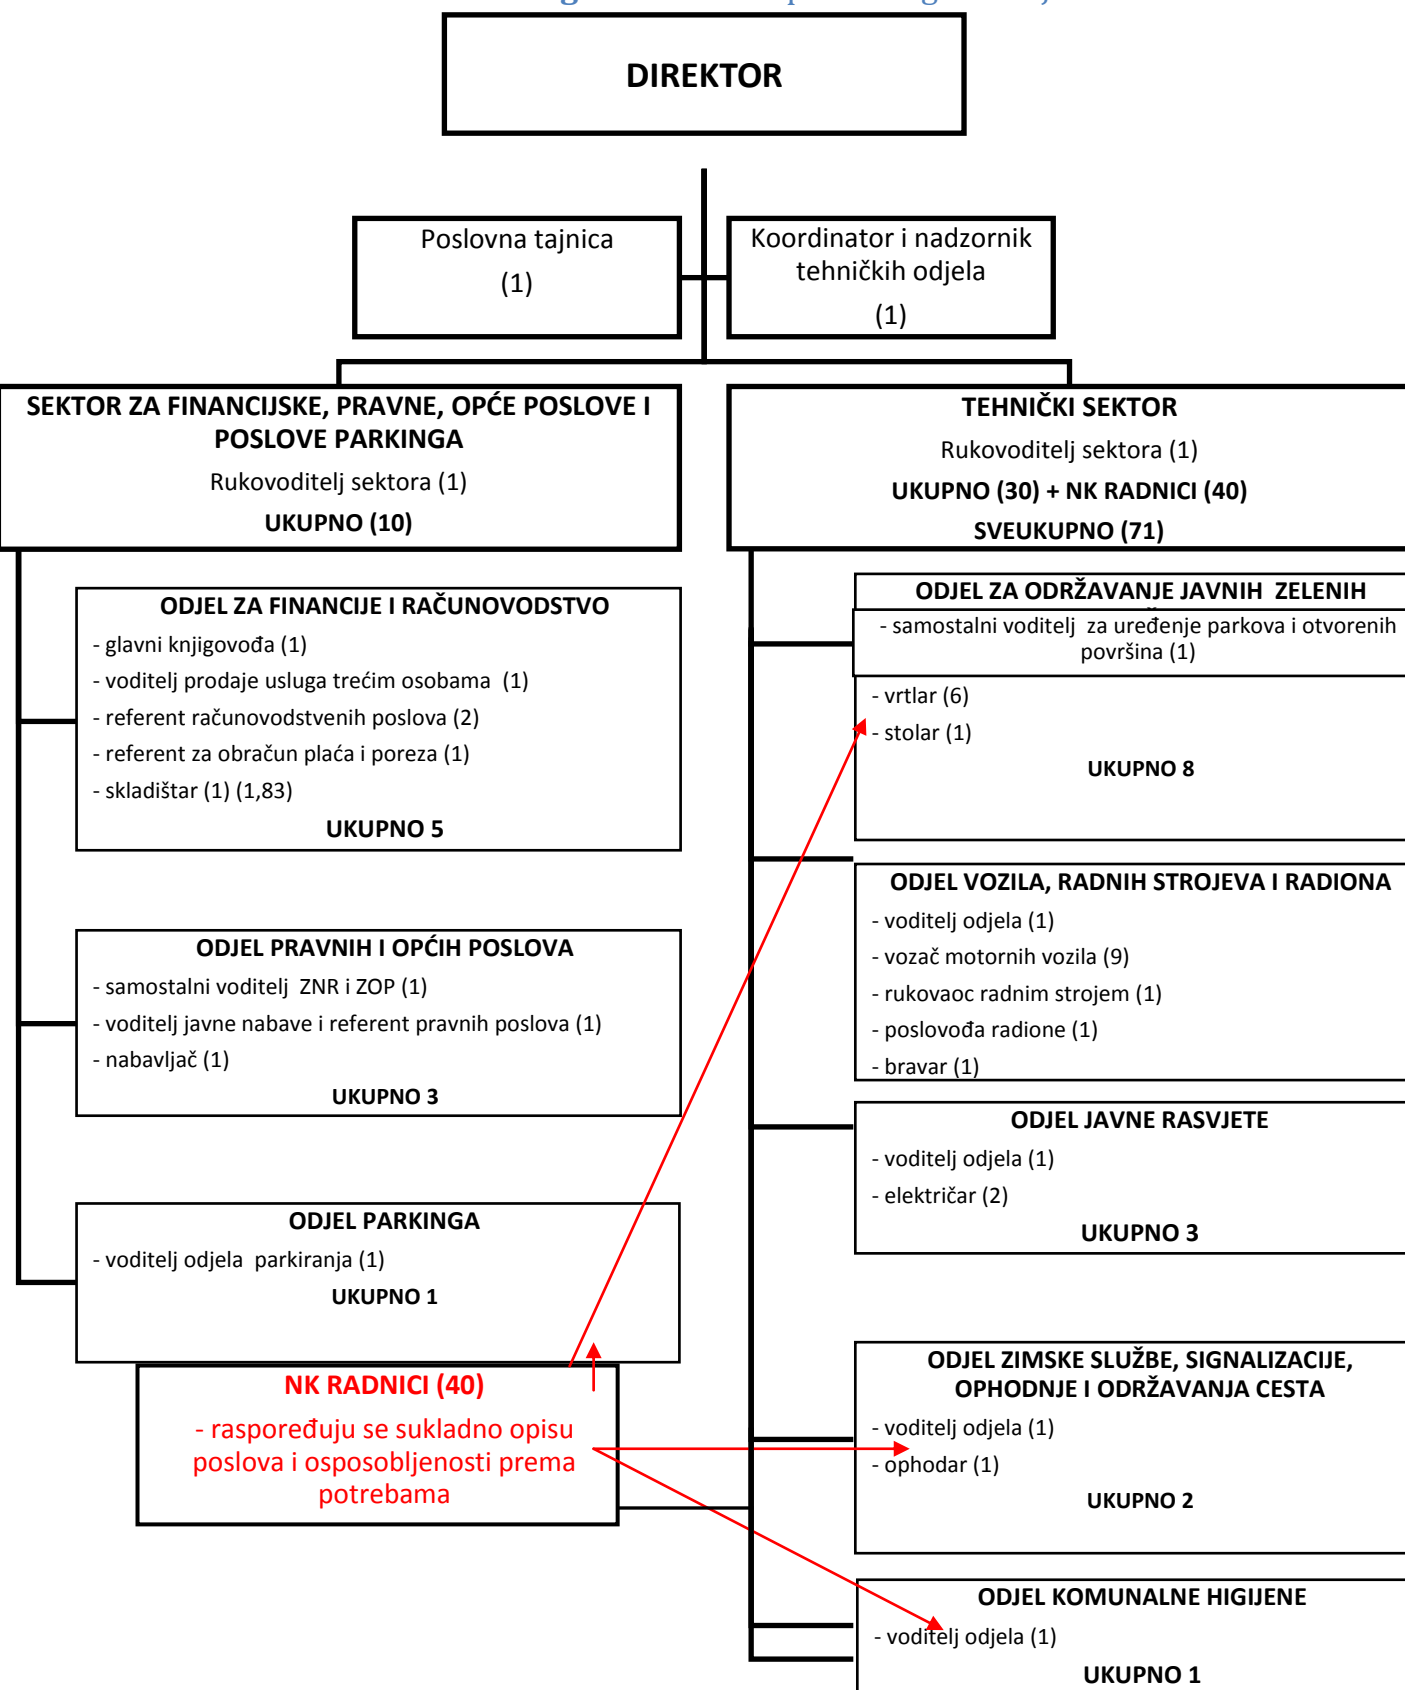 DIREKTOR
Poslovna tajnica
(1)
Koordinator i nadzornik
tehničkih odjela
(1)
SEKTOR ZA FINANCIJSKE, PRAVNE, OPĆE POSLOVE I
POSLOVE PARKINGA
Rukovoditelj sektora (1)
UKUPNO (10)
ODJEL ZA FINANCIJE I RAČUNOVODSTVO
- glavni knjigovođa (1)
- voditelj prodaje usluga trećim osobama (1)
- referent računovodstvenih poslova (2)
- referent za obračun plaća i poreza (1)
- skladištar (1) (1,83)
UKUPNO 5
ODJEL PRAVNIH I OPĆIH POSLOVA
- samostalni voditelj ZNR i ZOP (1)
- voditelj javne nabave i referent pravnih poslova (1)
- nabavljač (1)
UKUPNO 3
ODJEL PARKINGA
- voditelj odjela parkiranja (1)
UKUPNO 1
NK RADNICI (40)
- raspoređuju se sukladno opisu
poslova i osposobljenosti prema
potrebama
TEHNIČKI SEKTOR
Rukovoditelj sektora (1)
UKUPNO (30) + NK RADNICI (40)
SVEUKUPNO (71)
ODJEL ZA ODRŽAVANJE JAVNIH ZELENIH
- samostalni voditelj za uređenje parkova i otvorenih
površina (1)
- vrtlar (6)
- stolar (1)
UKUPNO 8
ODJEL VOZILA, RADNIH STROJEVA I RADIONA
- voditelj odjela (1)
- vozač motornih vozila (9)
- rukovaoc radnim strojem (1)
- poslovođa radione (1)
- bravar (1)
ODJEL JAVNE RASVJETE
- voditelj odjela (1)
- električar (2)
UKUPNO 3
ODJEL ZIMSKE SLUŽBE, SIGNALIZACIJE,
OPHODNJE I ODRŽAVANJA CESTA
- voditelj odjela (1)
- ophodar (1)
UKUPNO 2
ODJEL KOMUNALNE HIGIJENE
- voditelj odjela (1)
UKUPNO 1